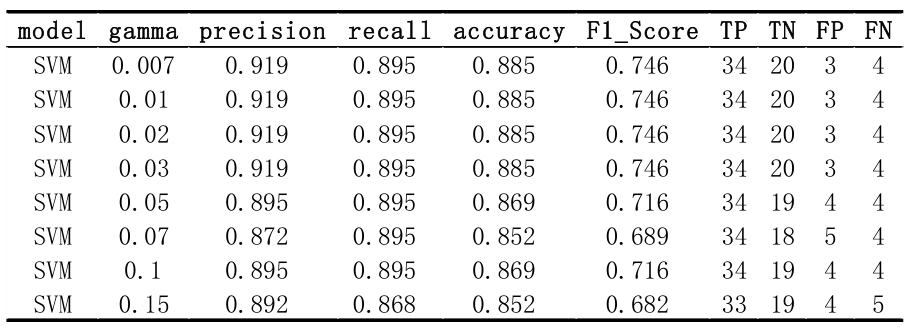 model gamma precision recall accuracy F1_Score TP TN FP FN
SVM 0.007 0.919 0.895 0.885 0.746 34 20 3 4
SVM 0.01 0.919 0.895 0.885 0.746 34 20 3 4
SVM 0.02 0.919 0.895 0.885 0.746 34 20 3 4
SVM 0.03 0.919 0.895 0.885 0.746 34 20 3 4
SVM 0.05 0.895 0.895 0.869 0.716 34 19 4 4
SVM 0.07 0.872 0.895 0.852 0.689 34 18 5 4
SVM 0.1 0.895 0.895 0.869 0.716 34 19 4 4
SVM 0.15 0.892 0.868 0.852 0.682 33 19 4 5